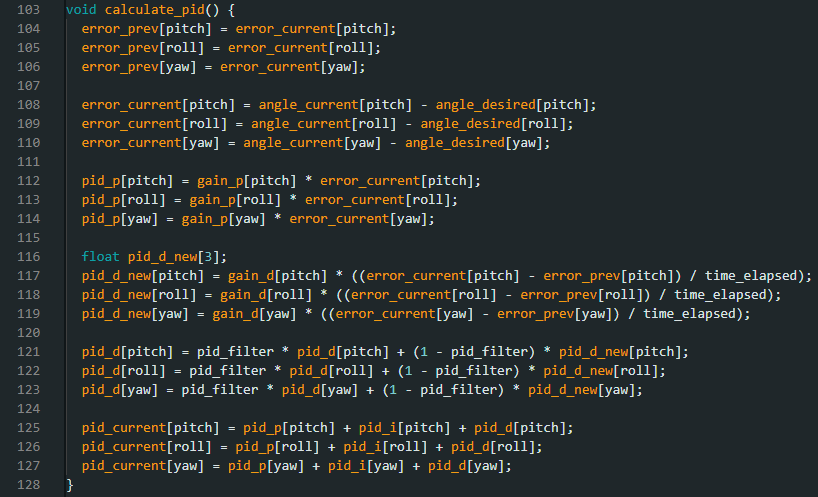 103 void calculate_pid() {
104 error_prev[pitch] = error_current[pitch];
105 error_prev[roll] = error_current[roll];
106 error_prev[yaw] = error_current[yaw];
107
108 error_current[pitch] = angle_current[pitch] - angle_desired[pitch];
109 error_current[roll] = angle_current[roll] - angle_desired[roll];
110 error_current[yaw] = angle_current[yaw] - angle_desired[yaw];
111
112 pid_p[pitch] = gain_p[pitch] * error_current[pitch];
113 pid_p[roll] = gain_p[roll] * error_current[roll];
114 pid_p[yaw] = gain_p[yaw] * error_current[yaw];
115
116 float pid_d_new[3];
117 pid_d_new[pitch] = gain_d[pitch] * ((error_current[pitch] - error_prev[pitch]) / time_elapsed);
118 pid_d_new[roll] = gain_d[roll] * ((error_current[roll] - error_prev[roll]) / time_elapsed);
119 pid_d_new[yaw] = gain_d[yaw] * ((error_current[yaw] - error_prev[yaw]) / time_elapsed);
120
121 pid_d[pitch] = pid_filter * pid_d[pitch] + (1 - pid_filter) * pid_d_new[pitch];
122 pid_d[roll] = pid_filter * pid_d[roll] + (1 - pid_filter) * pid_d_new[roll];
123 pid_d[yaw] = pid_filter * pid_d[yaw] + (1 - pid_filter) * pid_d_new[yaw];
124
125 pid_current[pitch] = pid_p[pitch] + pid_i[pitch] + pid_d[pitch];
126 pid_current[roll] = pid_p[roll] + pid_i[roll] + pid_d[roll];
127 pid_current[yaw] = pid_p[yaw] + pid_i[yaw] + pid_d[yaw];
128 }